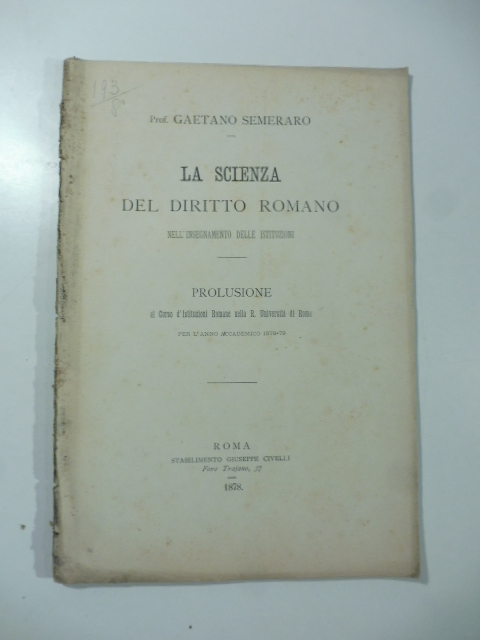 193
Prof. GAETANO SEMERARO
LA SCIENZA
DEL DIRITTO ROMANO
NELL'INSEGNAMENTO DELLE ISTITUZIONI
PROLUSIONE
al Corso d'Istituzioni Romane nella R. Università di Roma
PER L'ANNO ACCADEMICO 1878-79
ROMA
STABILIMENTO GIUSEPPE CIVELLI
Foro Trajano, 37
1878.